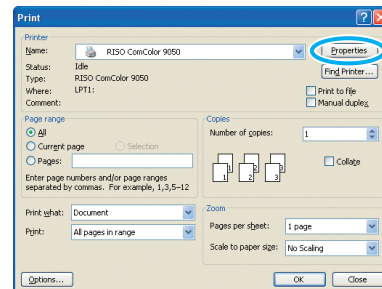 Print
Printer
Name: RISO ComColor 9050 Properties
Status: Idle Find Printer...
Type: RISO ComColor 9050
Where: LPT1: Print to file
Comment: Manual duplex
Page range
All
Current page Selection
Pages:
Enter page numbers and/or page ranges
separated by commas. For example, 1,3,5–12
Copies
Number of copies: 1
1 1 2 2 3 3
Collate
Print what: Document
Print: All pages in range
Zoom
Pages per sheet: 1 page
Scale to paper size: No Scaling
Options... OK Close